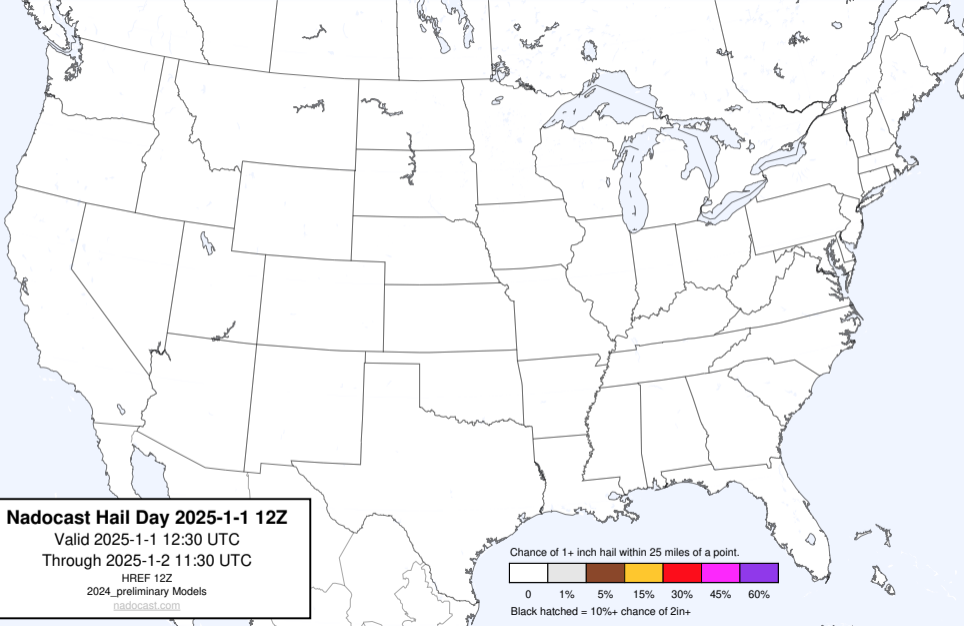 Nadocast Hail Day 2025-1-1 12Z
Valid 2025-1-1 12:30 UTC
Through 2025-1-2 11:30 UTC
HREF 12Z
2024_preliminary Models
nadocast.com
Chance of 1+ inch hail within 25 miles of a point.
0 1% 5% 15% 30% 45% 60%
Black hatched = 10%+ chance of 2in+